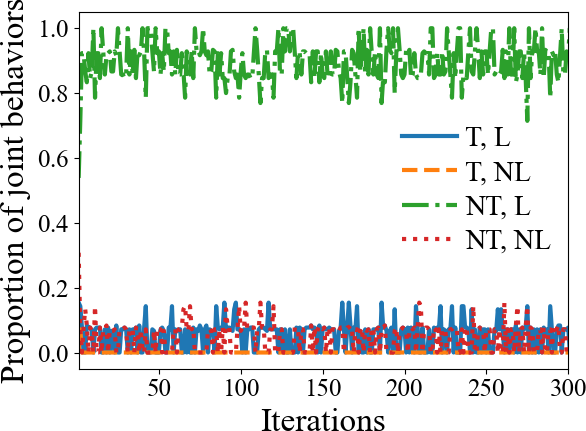 Proportion of joint behaviors
1.0
0.8
0.6
0.4
0.2
0.0
T, L
T, NL
NT, L
NT, NL
50
100
150
200
250
300
Iterations